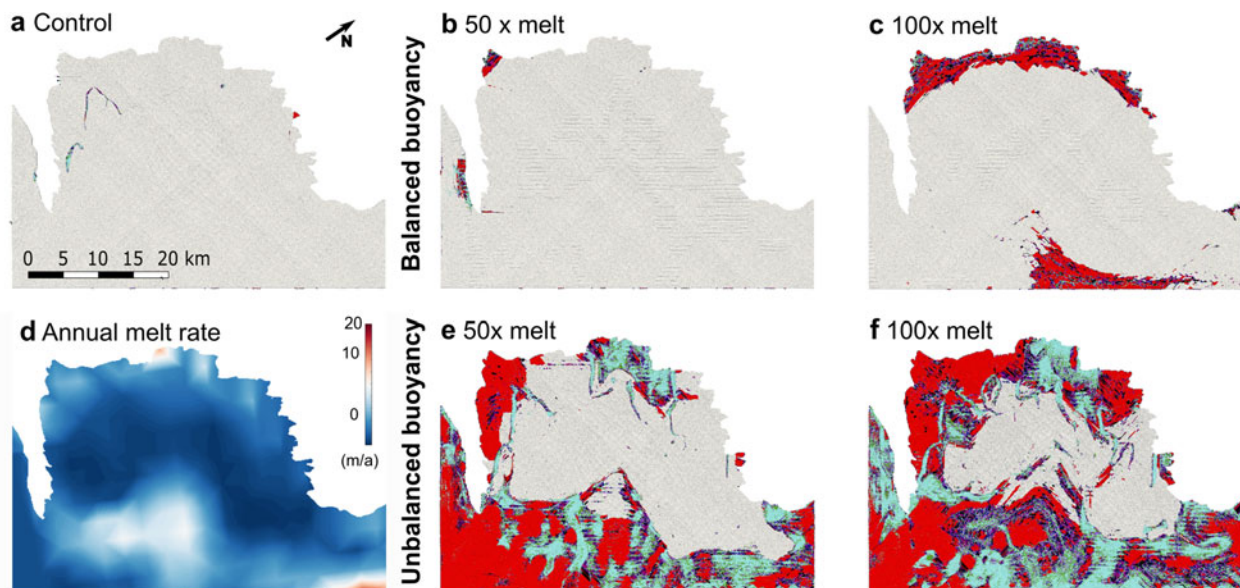 a Control
N
0 5 10 15 20 km
Balanced buoyancy
b 50 x melt
c 100x melt
d Annual melt rate
20
10
0
(m/a)
Unbalanced buoyancy
e 50x melt
f 100x melt